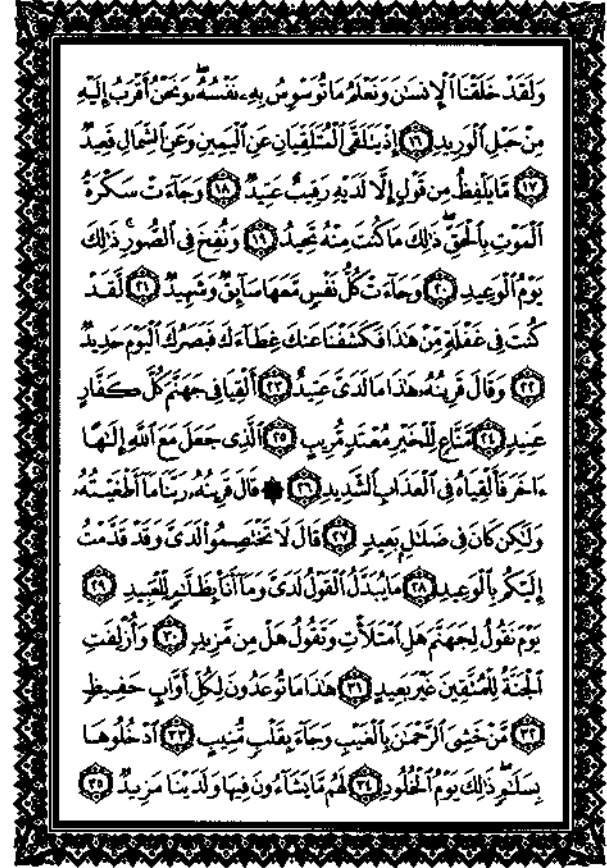 وَلَقَدْ خَلَقْنَا ٱلْإِنسَـٰنَ وَنَعْلَمُ مَا تُوَسْوِسُ بِهِۦ نَفْسُهُۥۖ وَنَحْنُ أَقْرَبُ إِلَيْهِ
مِنْ حَبْلِ ٱلْوَرِيدِ ١٦ إِذْ يَتَلَقَّى ٱلْمُتَلَقِّيَانِ عَنِ ٱلْيَمِينِ وَعَنِ ٱلشِّمَالِ قَعِيدٌ
١٧ مَّا يَلْفِظُ مِن قَوْلٍ إِلَّا لَدَيْهِ رَقِيبٌ عَتِيدٌ ١٨ وَجَآءَتْ سَكْرَةُ
ٱلْمَوْتِ بِٱلْحَقِّۖ ذَٰلِكَ مَا كُنتَ مِنْهُ تَحِيدُ ١٩ وَنُفِخَ فِى ٱلصُّورِۚ ذَٰلِكَ
يَوْمُ ٱلْوَعِيدِ ٢٠ وَجَآءَتْ كُلُّ نَفْسٍ مَّعَهَا سَآئِقٌ وَشَهِيدٌ ٢١ لَّقَدْ
كُنتَ فِى غَفْلَةٍ مِّنْ هَـٰذَا فَكَشَفْنَا عَنكَ غِطَآءَكَ فَبَصَرُكَ ٱلْيَوْمَ حَدِيدٌ
٢٢ وَقَالَ قَرِينُهُۥ هَـٰذَا مَا لَدَىَّ عَتِيدٌ ٢٣ أَلْقِيَا فِى جَهَنَّمَ كُلَّ كَفَّارٍ
عَنِيدٍ ٢٤ مَّنَّاعٍ لِّلْخَيْرِ مُعْتَدٍ مُّرِيبٍ ٢٥ ٱلَّذِى جَعَلَ مَعَ ٱللَّهِ إِلَـٰهًا
ءَاخَرَ فَأَلْقِيَاهُ فِى ٱلْعَذَابِ ٱلشَّدِيدِ ٢٦ ۞ قَالَ قَرِينُهُۥ رَبَّنَا مَآ أَطْغَيْتُهُۥ
وَلَـٰكِن كَانَ فِى ضَلَـٰلٍۭ بَعِيدٍ ٢٧ قَالَ لَا تَخْتَصِمُوا۟ لَدَىَّ وَقَدْ قَدَّمْتُ
إِلَيْكُم بِٱلْوَعِيدِ ٢٨ مَا يُبَدَّلُ ٱلْقَوْلُ لَدَىَّ وَمَآ أَنَا۠ بِظَلَّـٰمٍ لِّلْعَبِيدِ ٢٩
يَوْمَ نَقُولُ لِجَهَنَّمَ هَلِ ٱمْتَلَأْتِ وَتَقُولُ هَلْ مِن مَّزِيدٍ ٣٠ وَأُزْلِفَتِ
ٱلْجَنَّةُ لِلْمُتَّقِينَ غَيْرَ بَعِيدٍ ٣١ هَـٰذَا مَا تُوعَدُونَ لِكُلِّ أَوَّابٍ حَفِيظٍ
٣٢ مَّنْ خَشِىَ ٱلرَّحْمَـٰنَ بِٱلْغَيْبِ وَجَآءَ بِقَلْبٍ مُّنِيبٍ ٣٣ ٱدْخُلُوهَا
بِسَلَـٰمٍۖ ذَٰلِكَ يَوْمُ ٱلْخُلُودِ ٣٤ لَهُم مَّا يَشَآءُونَ فِيهَا وَلَدَيْنَا مَزِيدٌ ٣٥